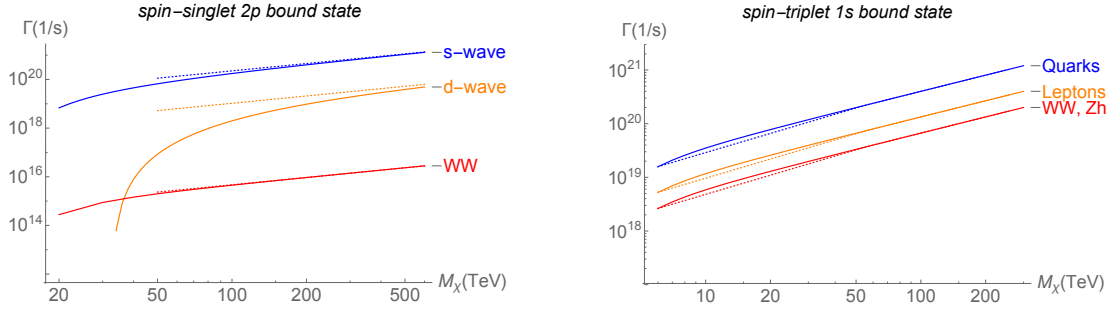 spin-singlet 2p bound state
Γ(1/s)
10^20
10^18
10^16
10^14
s-wave
d-wave
WW
20
50
100
200
500
M_χ(TeV)
spin-triplet 1s bound state
Γ(1/s)
10^21
10^20
10^19
10^18
Quarks
Leptons
WW, Zh
10
20
50
100
200
M_χ(TeV)